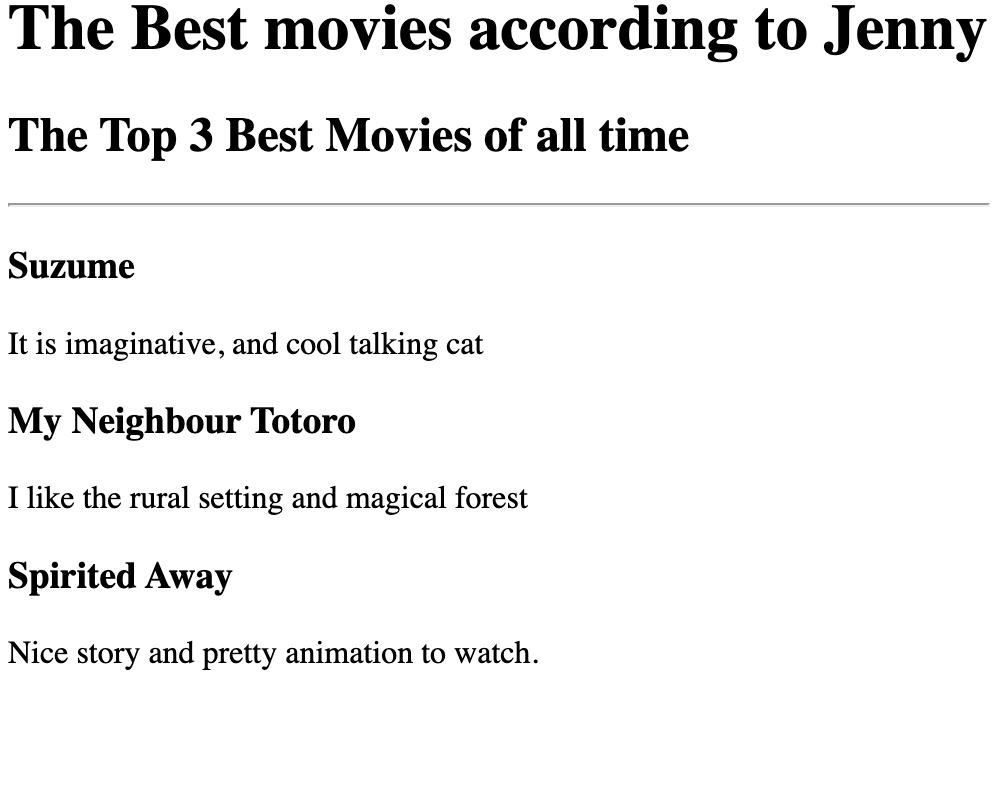 The Best movies according to Jenny
The Top 3 Best Movies of all time
Suzume
It is imaginative, and cool talking cat
My Neighbour Totoro
I like the rural setting and magical forest
Spirited Away
Nice story and pretty animation to watch.